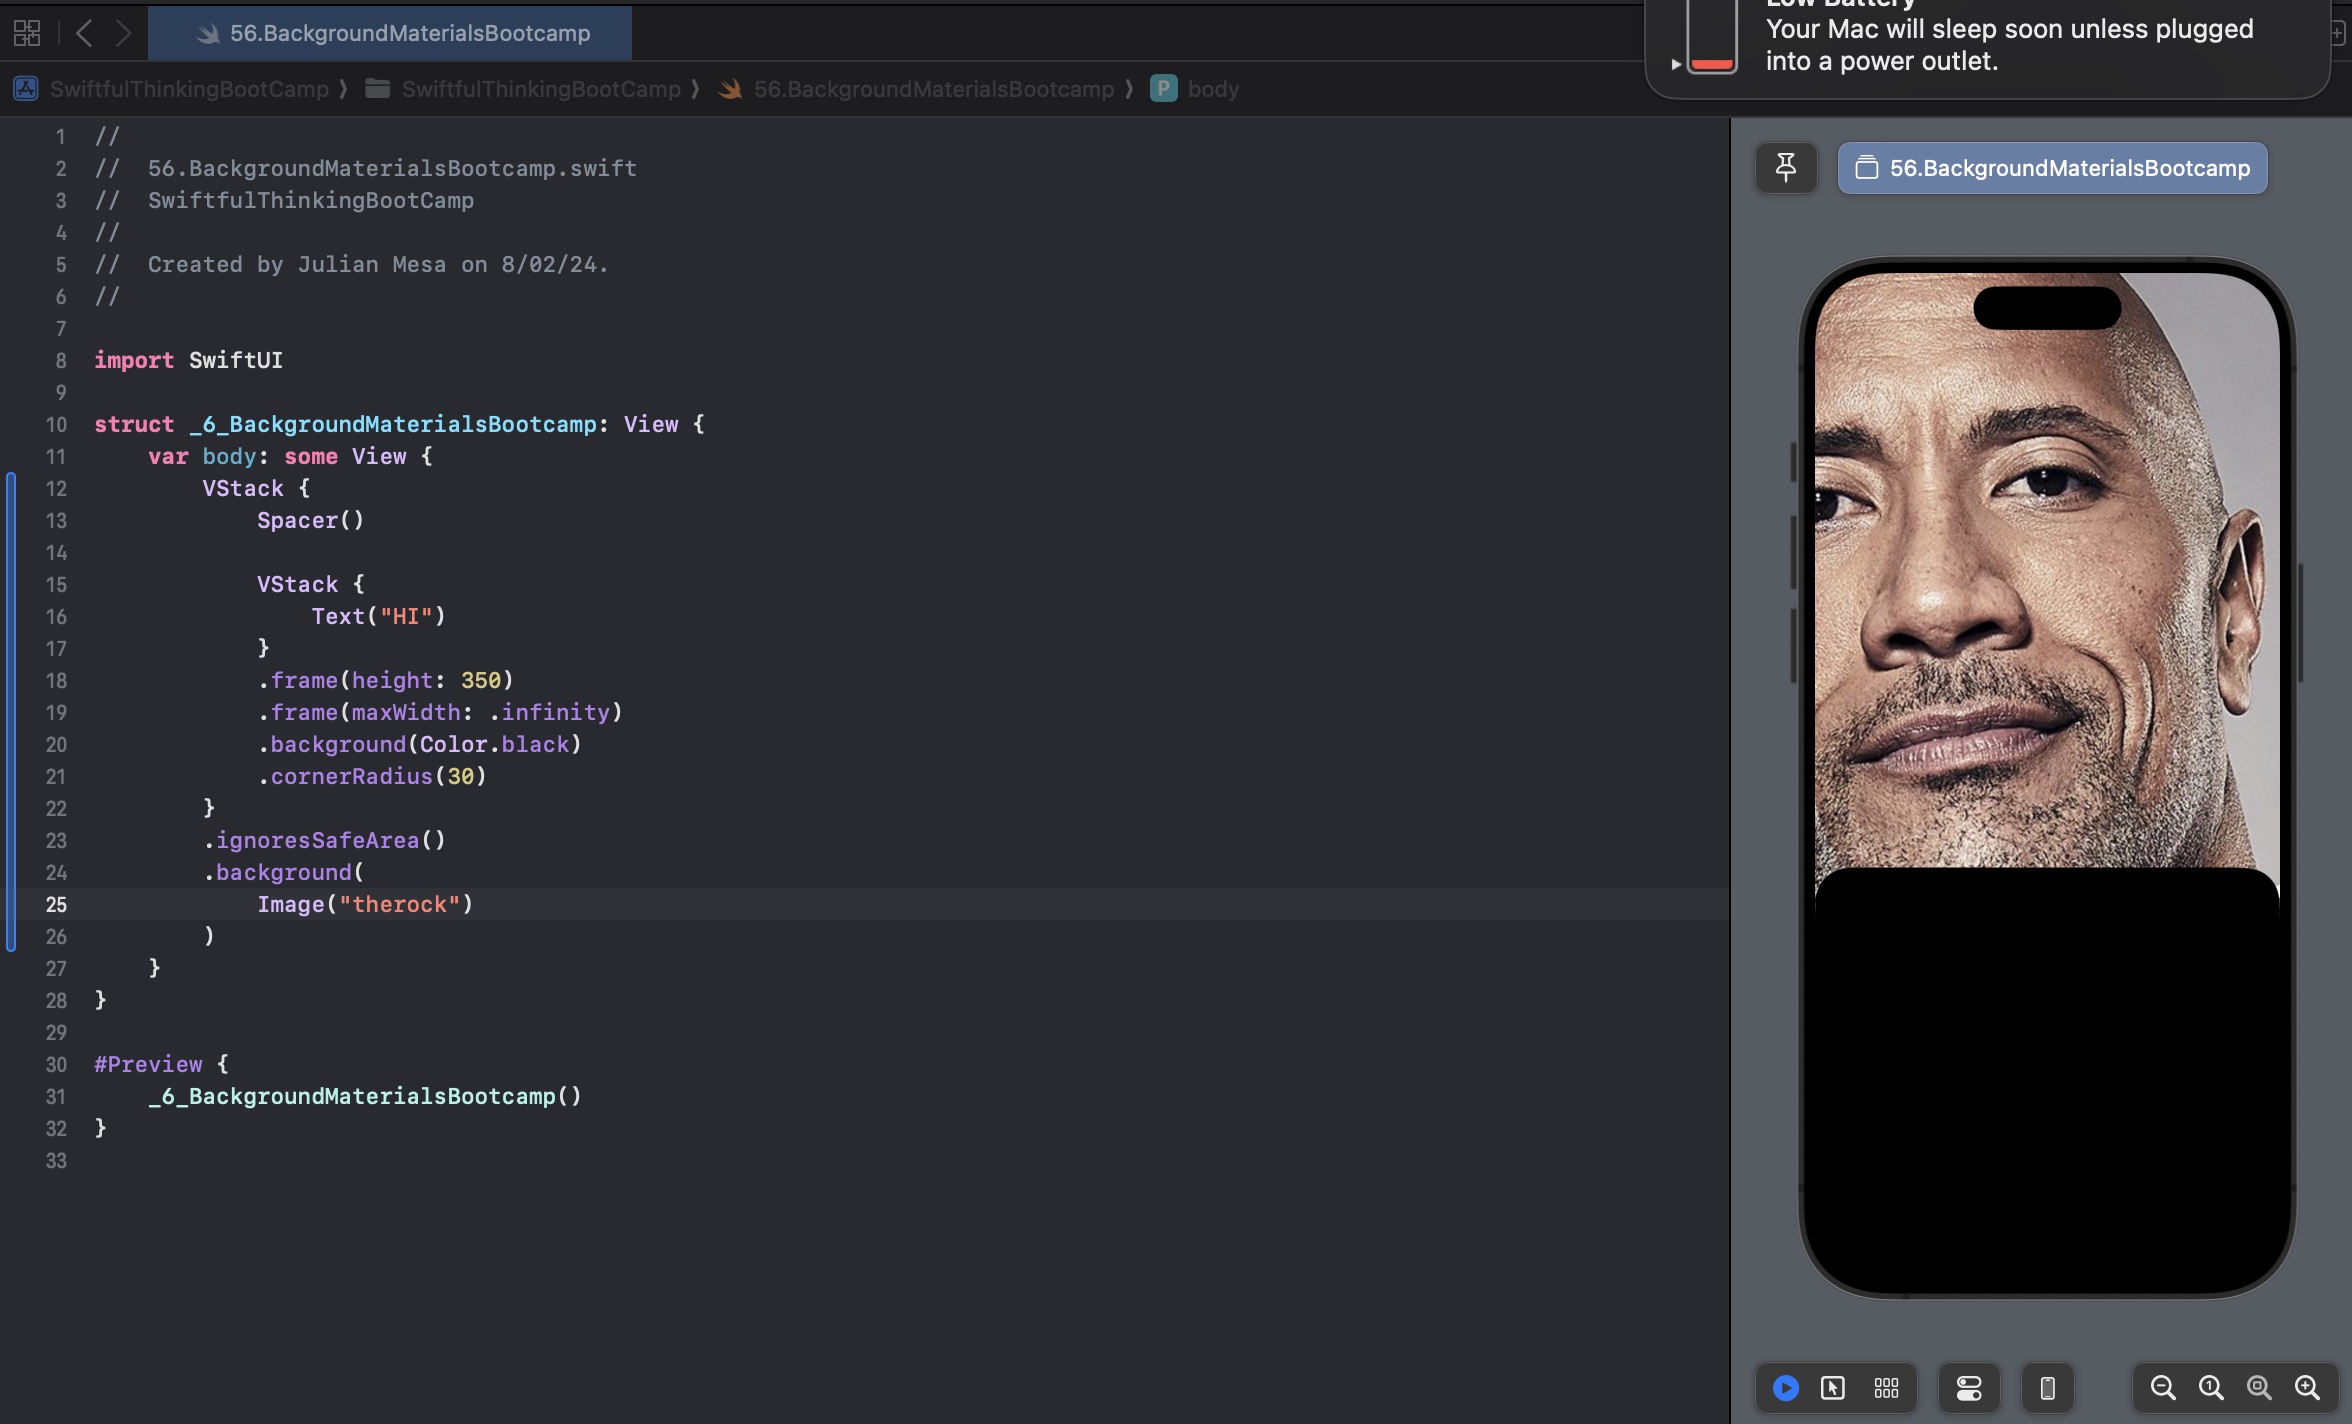 56.BackgroundMaterialsBootcamp
Low Battery
Your Mac will sleep soon unless plugged
into a power outlet.
SwiftfulThinkingBootCamp ⟩ SwiftfulThinkingBootCamp ⟩ 56.BackgroundMaterialsBootcamp ⟩ P body
1 //
2 //  56.BackgroundMaterialsBootcamp.swift
3 //  SwiftfulThinkingBootCamp
4 //
5 //  Created by Julian Mesa on 8/02/24.
6 //
7
8 import SwiftUI
9
10 struct _6_BackgroundMaterialsBootcamp: View {
11     var body: some View {
12         VStack {
13             Spacer()
14
15             VStack {
16                 Text("HI")
17             }
18             .frame(height: 350)
19             .frame(maxWidth: .infinity)
20             .background(Color.black)
21             .cornerRadius(30)
22         }
23         .ignoresSafeArea()
24         .background(
25             Image("therock")
26         )
27     }
28 }
29
30 #Preview {
31     _6_BackgroundMaterialsBootcamp()
32 }
33
56.BackgroundMaterialsBootcamp